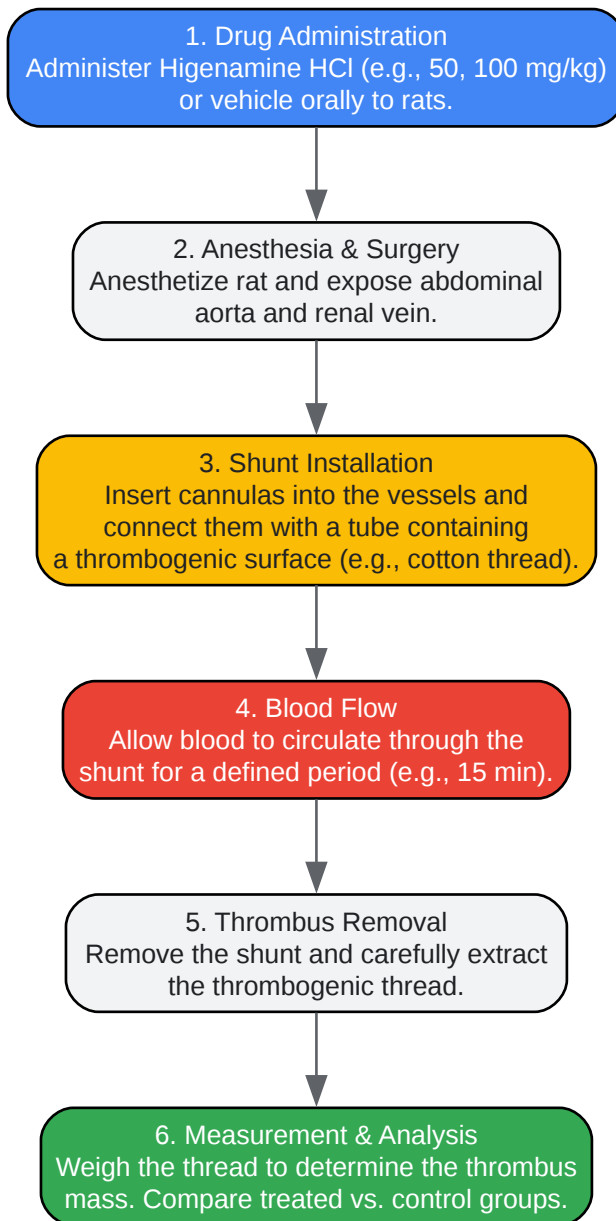 1. Drug Administration
Administer Higenamine HCl (e.g., 50, 100 mg/kg)
or vehicle orally to rats.
2. Anesthesia & Surgery
Anesthetize rat and expose abdominal
aorta and renal vein.
3. Shunt Installation
Insert cannulas into the vessels and
connect them with a tube containing
a thrombogenic surface (e.g., cotton thread).
4. Blood Flow
Allow blood to circulate through the
shunt for a defined period (e.g., 15 min).
5. Thrombus Removal
Remove the shunt and carefully extract
the thrombogenic thread.
6. Measurement & Analysis
Weigh the thread to determine the thrombus
mass. Compare treated vs. control groups.